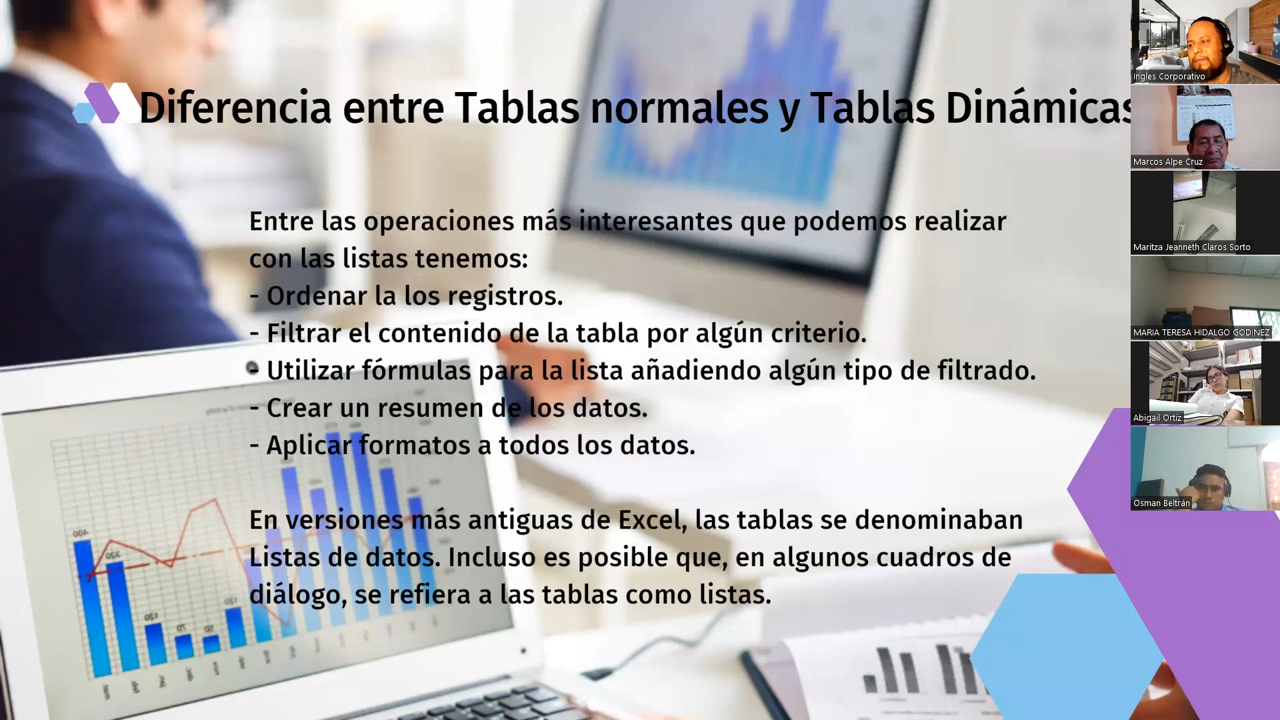 Diferencia entre Tablas normales y Tablas Dinámicas
Entre las operaciones más interesantes que podemos realizar
con las listas tenemos:
- Ordenar la los registros.
- Filtrar el contenido de la tabla por algún criterio.
- Utilizar fórmulas para la lista añadiendo algún tipo de filtrado.
- Crear un resumen de los datos.
- Aplicar formatos a todos los datos.
En versiones más antiguas de Excel, las tablas se denominaban
Listas de datos. Incluso es posible que, en algunos cuadros de
diálogo, se refiera a las tablas como listas.
Ingles Corporativo
Marcos Alpe Cruz
Maritza Jeanneth Claros Sorto
MARIA TERESA HIDALGO GODINEZ
Abigail Ortiz
Osman Beltrán